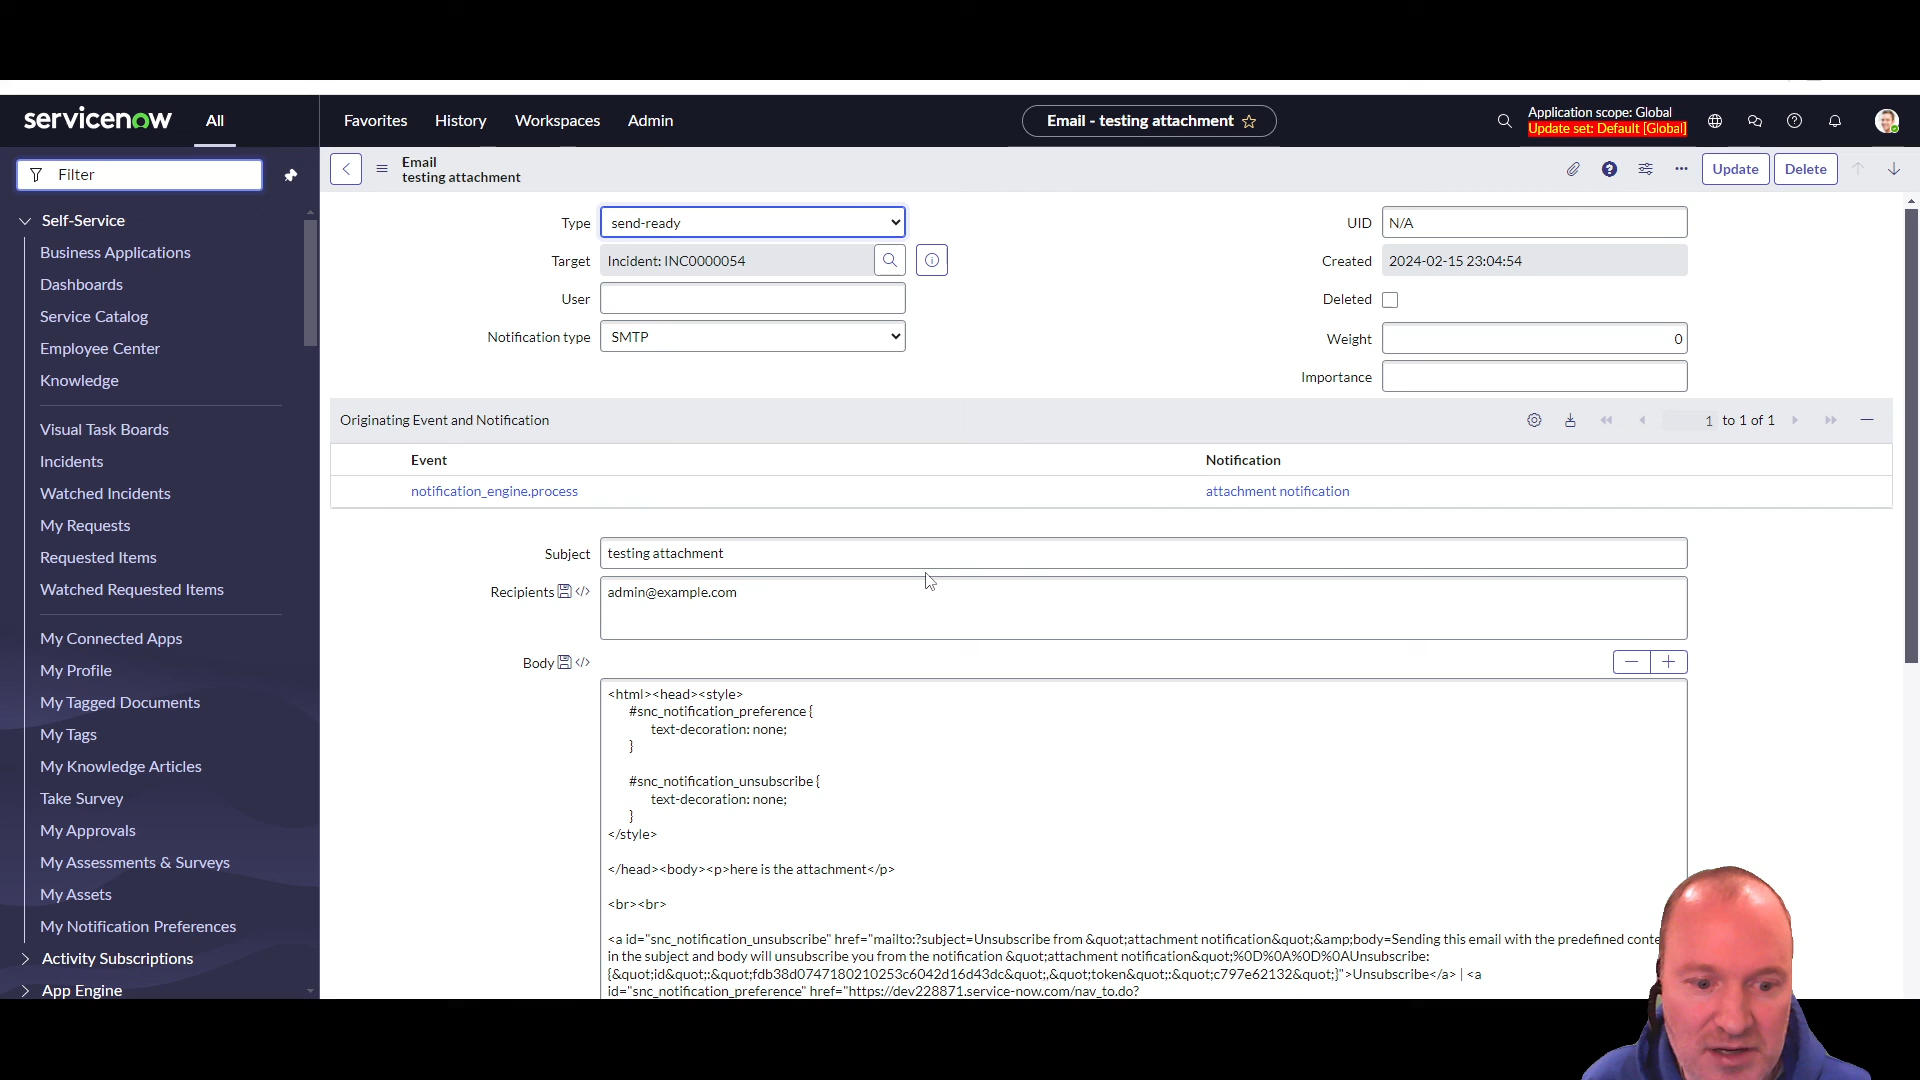 servicenow
All
Favorites
History
Workspaces
Admin
Email - testing attachment
Application scope: Global
Update set: Default [Global]
Filter
Email
testing attachment
Update
Delete
Self-Service
Business Applications
Dashboards
Service Catalog
Employee Center
Knowledge
Visual Task Boards
Incidents
Watched Incidents
My Requests
Requested Items
Watched Requested Items
My Connected Apps
My Profile
My Tagged Documents
My Tags
My Knowledge Articles
Take Survey
My Approvals
My Assessments & Surveys
My Assets
My Notification Preferences
Activity Subscriptions
App Engine
Type send-ready
Target Incident: INC0000054
User
Notification type SMTP
UID N/A
Created 2024-02-15 23:04:54
Deleted
Weight 0
Importance
Originating Event and Notification
1 to 1 of 1
Event Notification
notification_engine.process attachment notification
Subject testing attachment
Recipients admin@example.com
Body
<html><head><style>
#snc_notification_preference {
text-decoration: none;
}
#snc_notification_unsubscribe {
text-decoration: none;
}
</style>
</head><body><p>here is the attachment</p>
<br><br>
<a id="snc_notification_unsubscribe" href="mailto:?subject=Unsubscribe from &quot;attachment notification&quot;&amp;body=Sending this email with the predefined conte
in the subject and body will unsubscribe you from the notification &quot;attachment notification&quot;%0D%0A%0D%0AUnsubscribe:
{&quot;id&quot;:&quot;fdb38d0747180210253c6042d16d43dc&quot;,&quot;token&quot;:&quot;c797e62132&quot;}">Unsubscribe</a> | <a
id="snc_notification_preference" href="https://dev228871.service-now.com/nav_to.do?